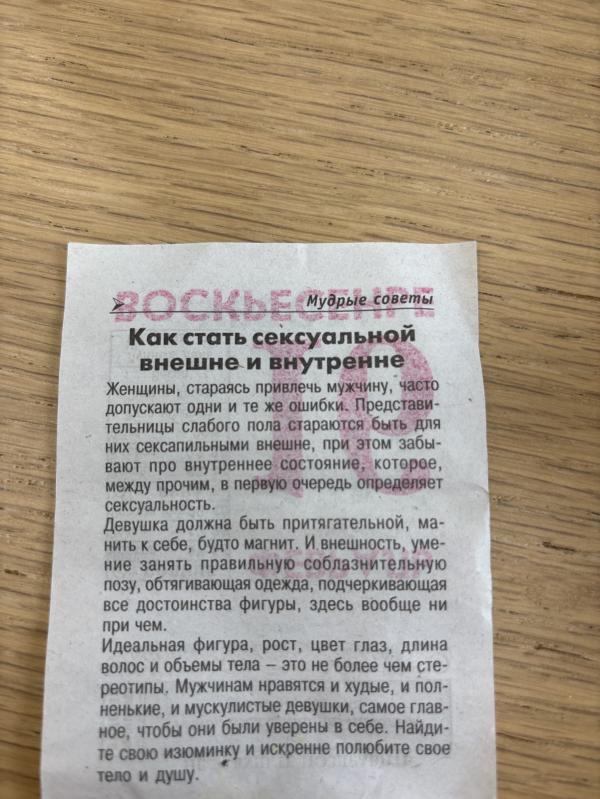 Мудрые советы
Как стать сексуальной
внешне и внутренне
Женщины, стараясь привлечь мужчину, часто
допускают одни и те же ошибки. Представи-
тельницы слабого пола стараются быть для
них сексапильными внешне, при этом забы-
вают про внутреннее состояние, которое,
между прочим, в первую очередь определяет
сексуальность.
Девушка должна быть притягательной, ма-
нить к себе, будто магнит. И внешность, уме-
ние занять правильную соблазнительную
позу, обтягивающая одежда, подчеркивающая
все достоинства фигуры, здесь вообще ни
при чем.
Идеальная фигура, рост, цвет глаз, длина
волос и объемы тела – это не более чем сте-
реотипы. Мужчинам нравятся и худые, и пол-
ненькие, и мускулистые девушки, самое глав-
ное, чтобы они были уверены в себе. Найди-
те свою изюминку и искренне полюбите свое
тело и душу.